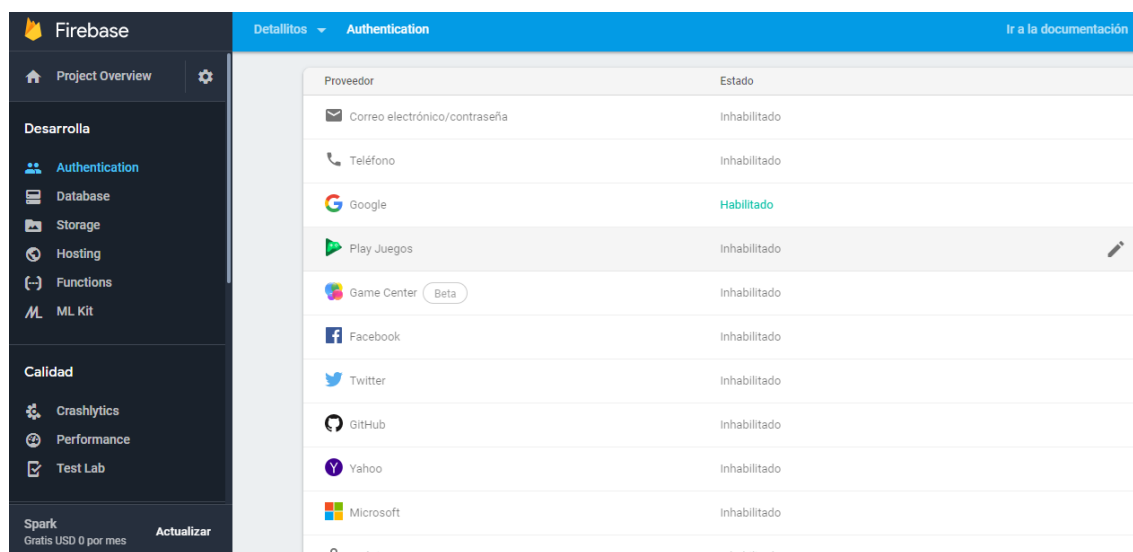 Firebase
Detallitos Authentication Ir a la documentación
Project Overview
Desarrolla
Authentication
Database
Storage
Hosting
Functions
ML Kit
Calidad
Crashlytics
Performance
Test Lab
Spark
Gratis USD 0 por mes
Actualizar
Proveedor Estado
Correo electrónico/contraseña Inhabilitado
Teléfono Inhabilitado
Google Habilitado
Play Juegos Inhabilitado
Game Center Beta Inhabilitado
Facebook Inhabilitado
Twitter Inhabilitado
GitHub Inhabilitado
Yahoo Inhabilitado
Microsoft Inhabilitado